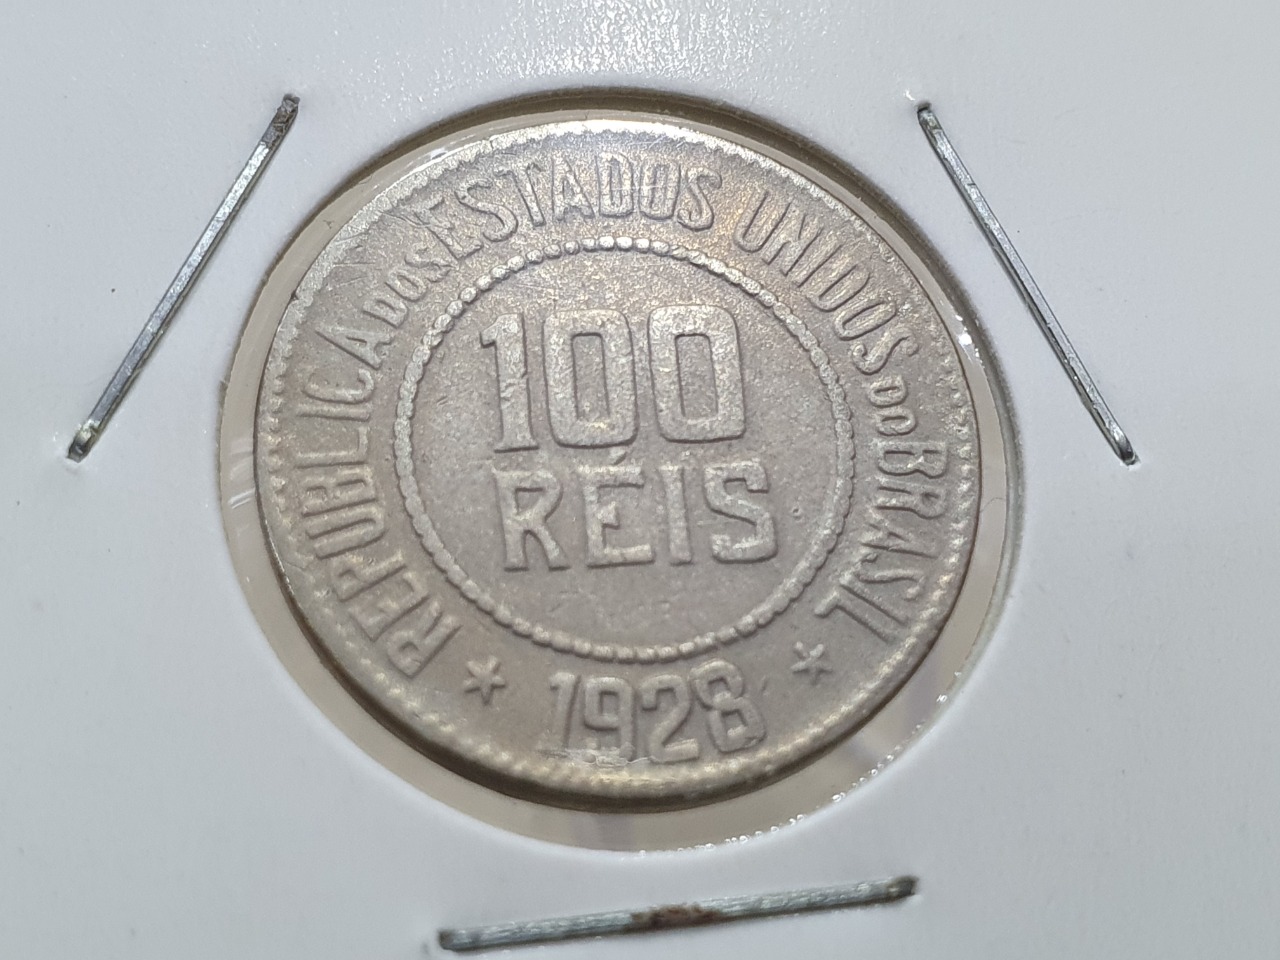 REPUBLICA DOS ESTADOS UNIDOS DO BRASIL
100
RÉIS
* 1928 *